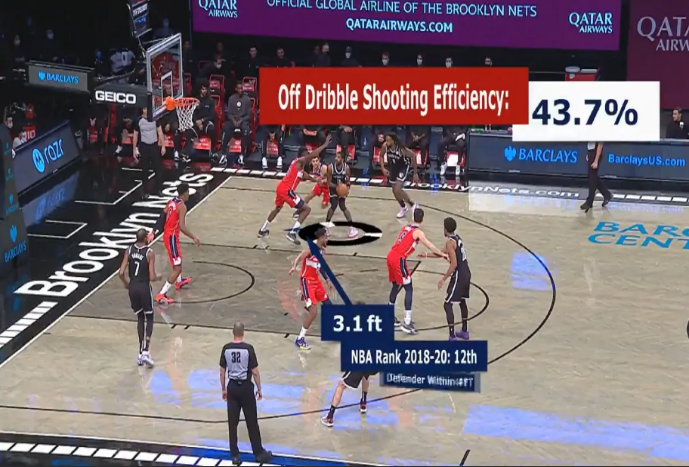 QATAR
AIRWAYS
OFFICIAL GLOBAL AIRLINE OF THE BROOKLYN NETS
QATARAIRWAYS.COM
QATAR
AIRWAYS
QATAR
AIRWAYS
BARCLAYS
GEICO
Off Dribble Shooting Efficiency:
43.7%
razr
BARCLAYS
BarclaysUS.com
Brooklyn Nets
BrooklynNets.com
BARC
CENT
7
32
3.1 ft
NBA Rank 2018-20: 12th
Defender Within 4FT